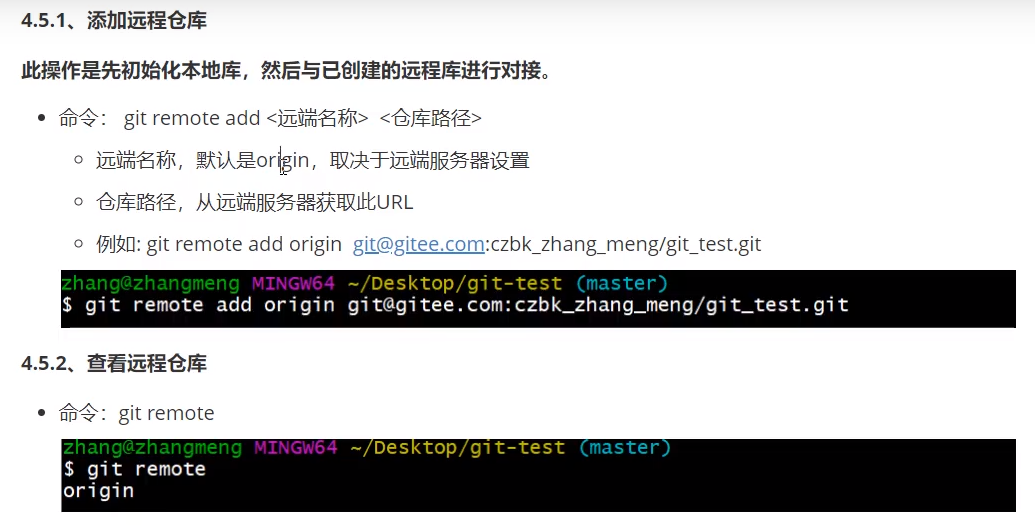 4.5.1、添加远程仓库
此操作是先初始化本地库，然后与已创建的远程库进行对接。
命令： git remote add <远端名称> <仓库路径>
远端名称，默认是origin，取决于远端服务器设置
仓库路径，从远端服务器获取此URL
例如: git remote add origin git@gitee.com:czbk_zhang_meng/git_test.git
zhang@zhangmeng MINGW64 ~/Desktop/git-test (master)
$ git remote add origin git@gitee.com:czbk_zhang_meng/git_test.git
4.5.2、查看远程仓库
命令：git remote
zhang@zhangmeng MINGW64 ~/Desktop/git-test (master)
$ git remote
origin